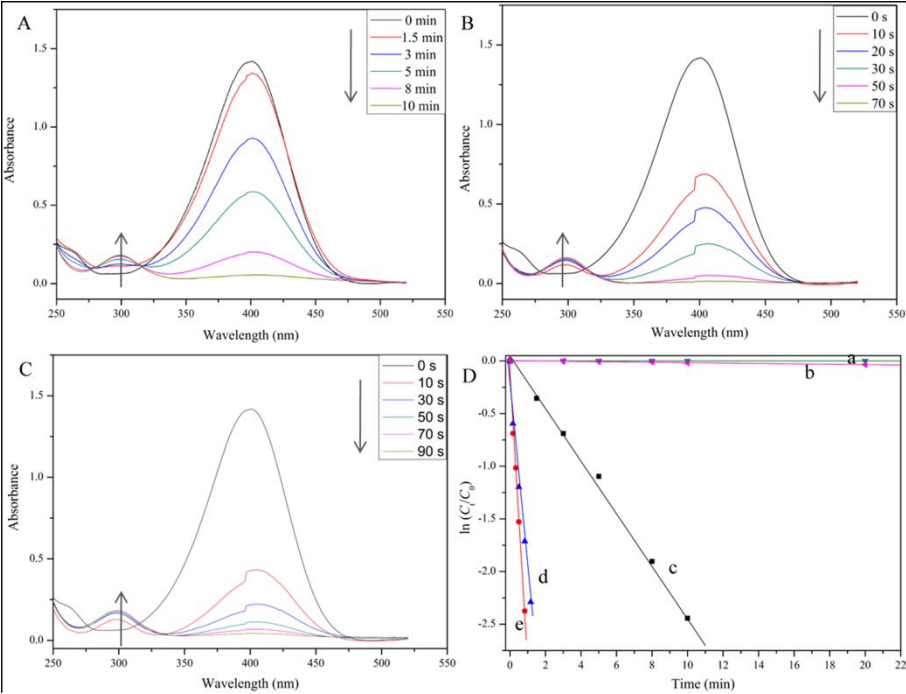 A
0 min
1.5 min
3 min
5 min
8 min
10 min
1.5
1.0
0.5
0.0
Absorbance
250 300 350 400 450 500
Wavelength (nm)
B
0 s
10 s
20 s
30 s
50 s
70 s
1.5
1.0
0.5
0.0
Absorbance
250 300 350 400 450 500
Wavelength (nm)
C
0 s
10 s
30 s
50 s
70 s
90 s
1.5
1.0
0.5
0.0
Absorbance
250 300 350 400 450 500
Wavelength (nm)
D
a
b
c
d
e
0.0
-0.5
-1.0
-1.5
-2.0
-2.5
ln (Ct/C0)
0 2 4 6 8 10 12 14 16 18 20 22
Time (min)